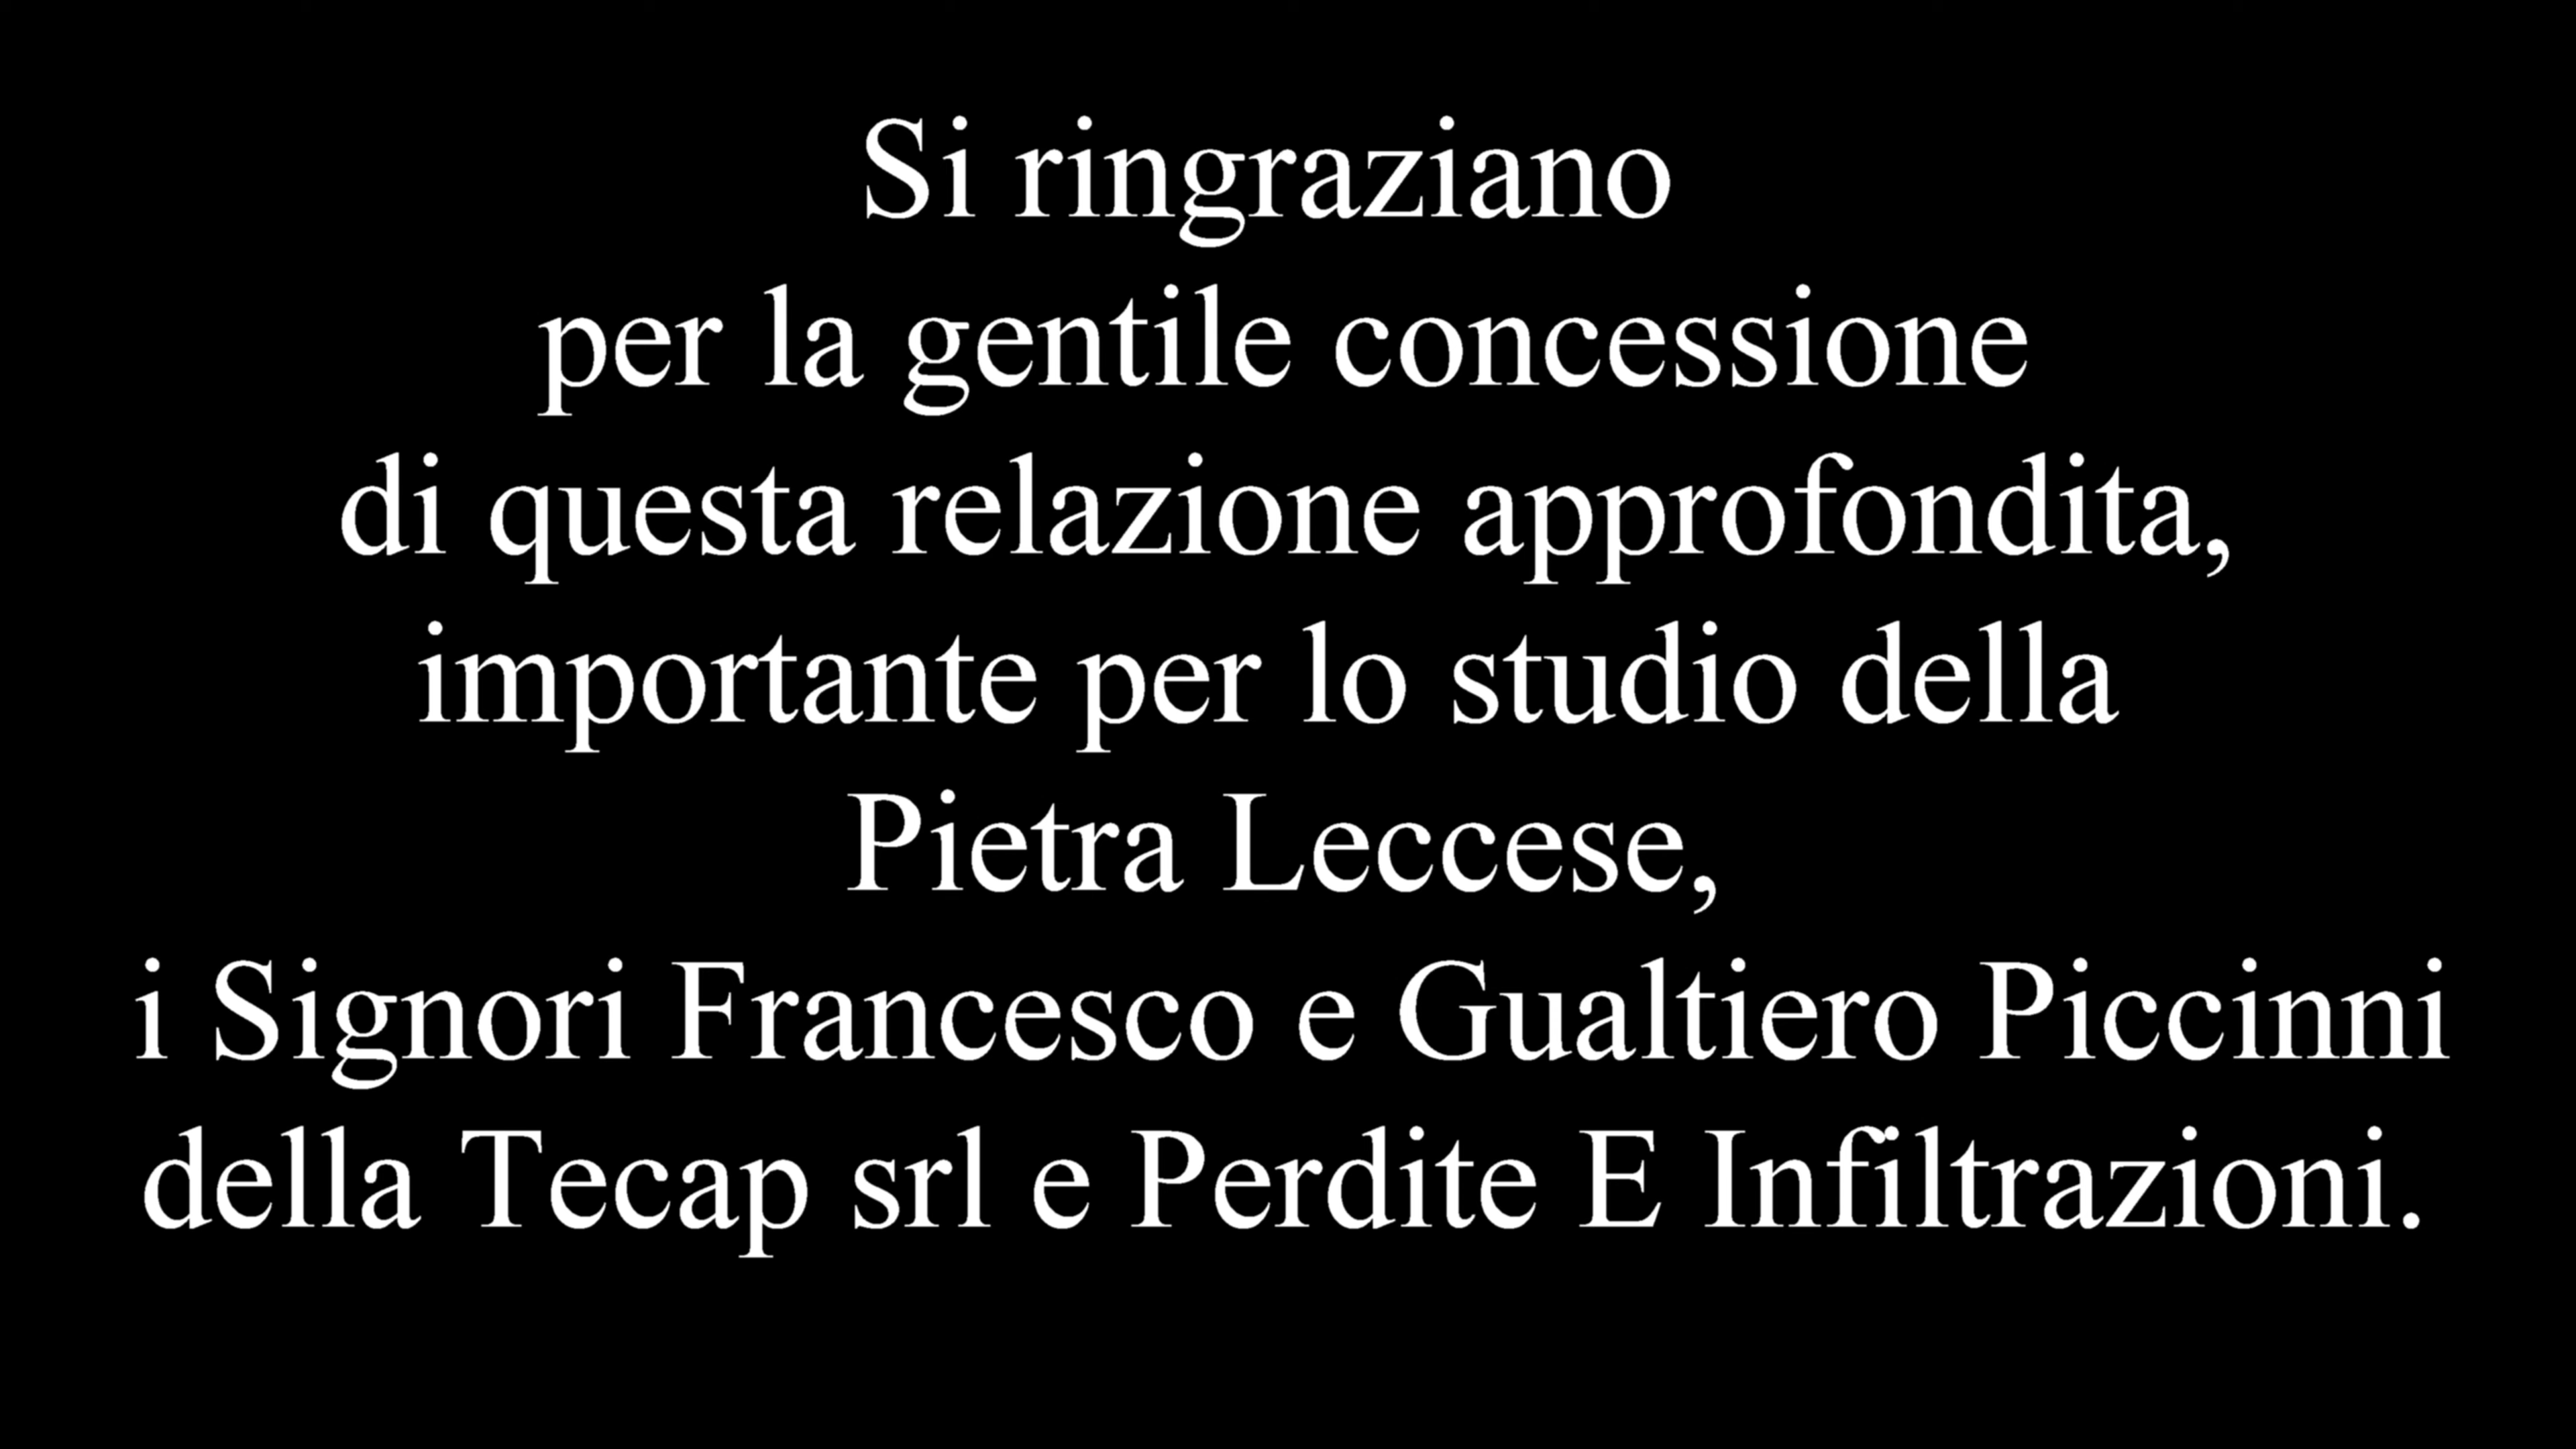 Si ringraziano
per la gentile concessione
di questa relazione approfondita,
importante per lo studio della
Pietra Leccese,
i Signori Francesco e Gualtiero Piccinni
della Tecap srl e Perdite E Infiltrazioni.